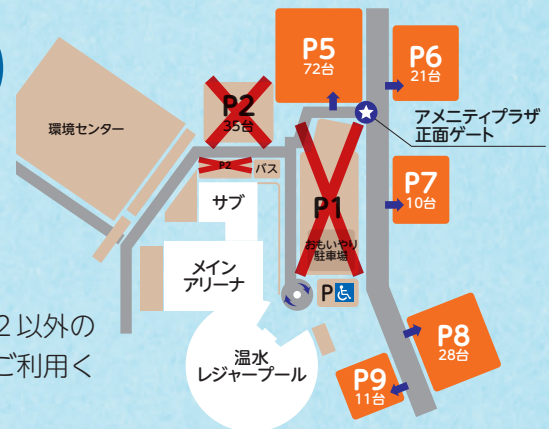 P5
72台
P6
21台
アメニティプラザ
正面ゲート
P2
35台
環境センター
P2
バス
P7
10台
サブ
P1
おもいやり
駐車場
メイン
アリーナ
P
P8
28台
2以外の
ご利用く
温水
レジャープール
P9
11台